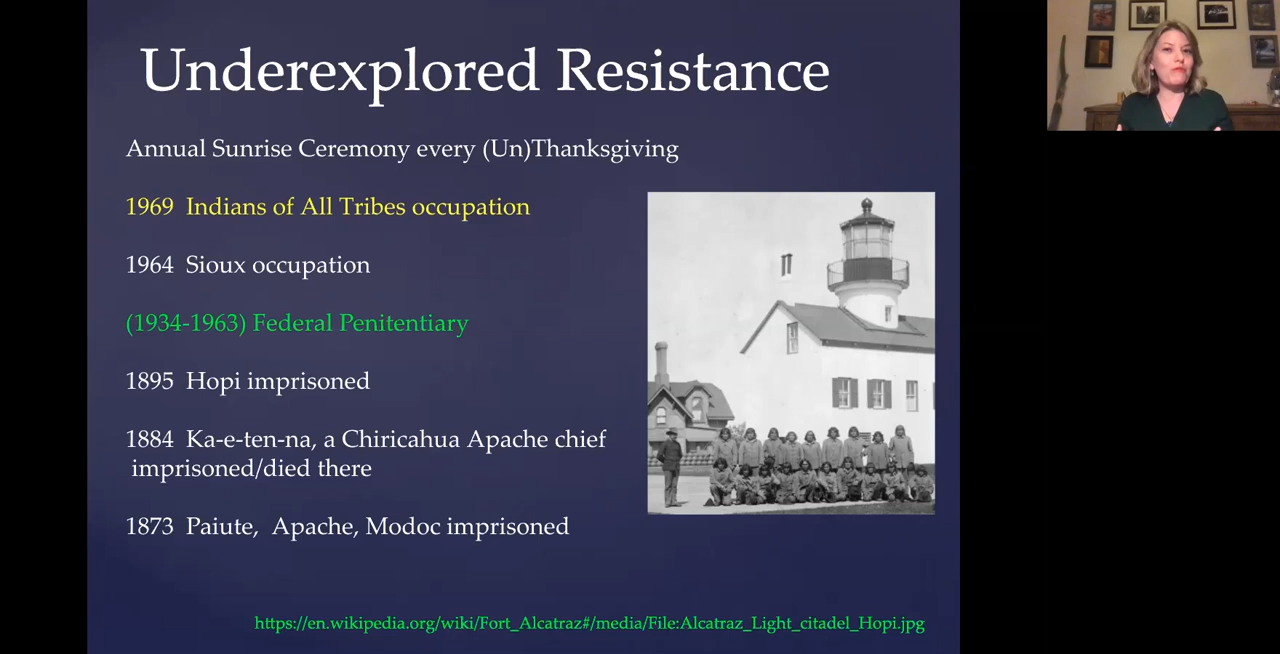 Underexplored Resistance
Annual Sunrise Ceremony every (Un)Thanksgiving
1969 Indians of All Tribes occupation
1964 Sioux occupation
(1934-1963) Federal Penitentiary
1895 Hopi imprisoned
1884 Ka-e-ten-na, a Chiricahua Apache chief
imprisoned/died there
1873 Paiute, Apache, Modoc imprisoned
https://en.wikipedia.org/wiki/Fort_Alcatraz#/media/File:Alcatraz_Light_citadel_Hopi.jpg